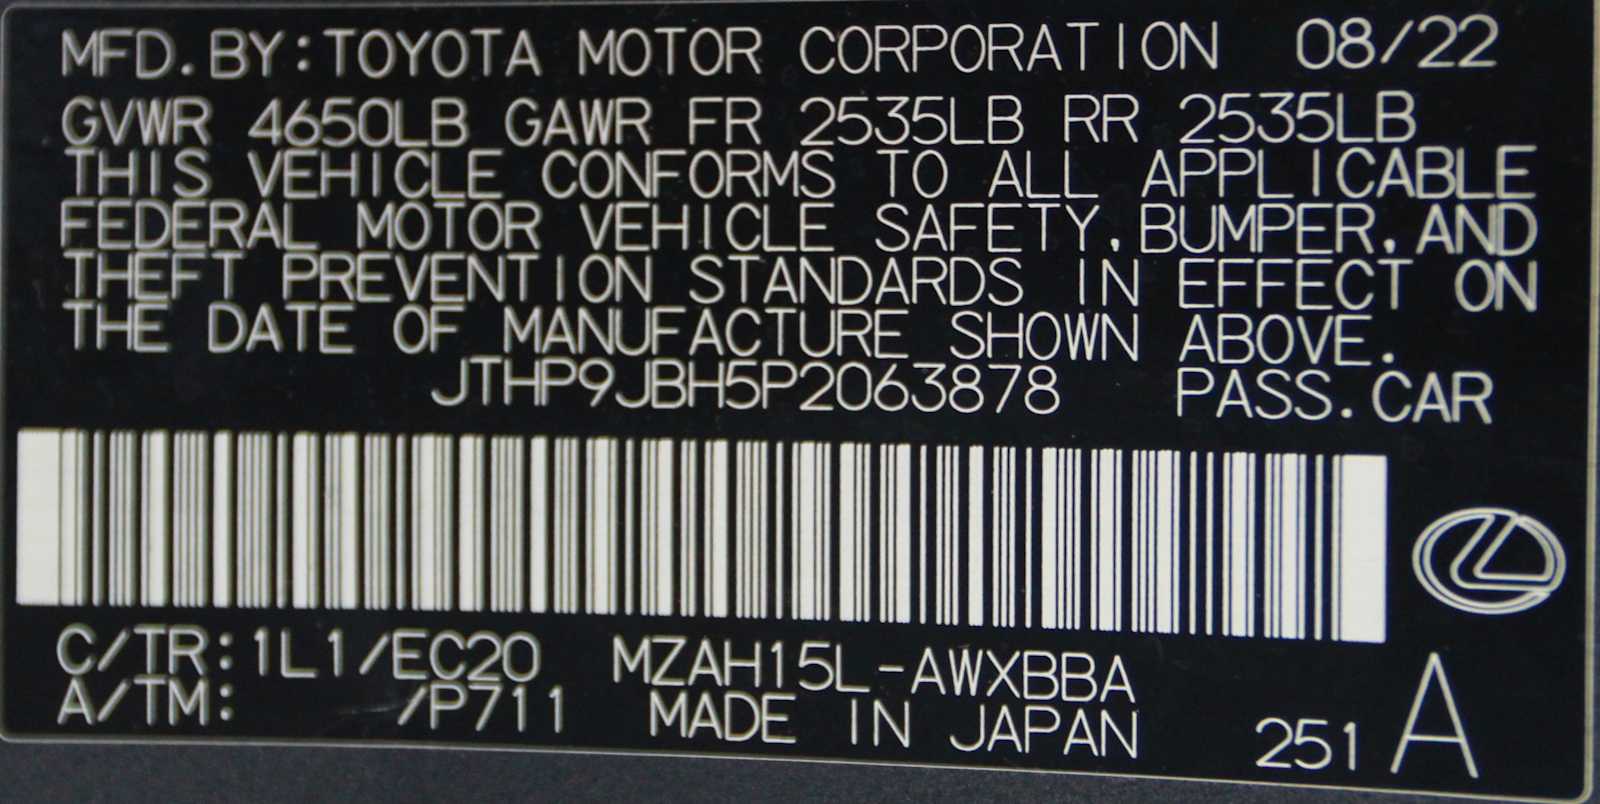 MFD.BY:TOYOTA MOTOR CORPORATION 08/22
GVWR 4650LB GAWR FR 2535LB RR 2535LB
THIS VEHICLE CONFORMS TO ALL APPLICABLE
FEDERAL MOTOR VEHICLE SAFETY,BUMPER,AND
THEFT PREVENTION STANDARDS IN EFFECT ON
THE DATE OF MANUFACTURE SHOWN ABOVE.
JTHP9JBH5P2063878 PASS.CAR
C/TR:1L1/EC20 MZAH15L-AWXBBA
A/TM: /P711 MADE IN JAPAN 251 A